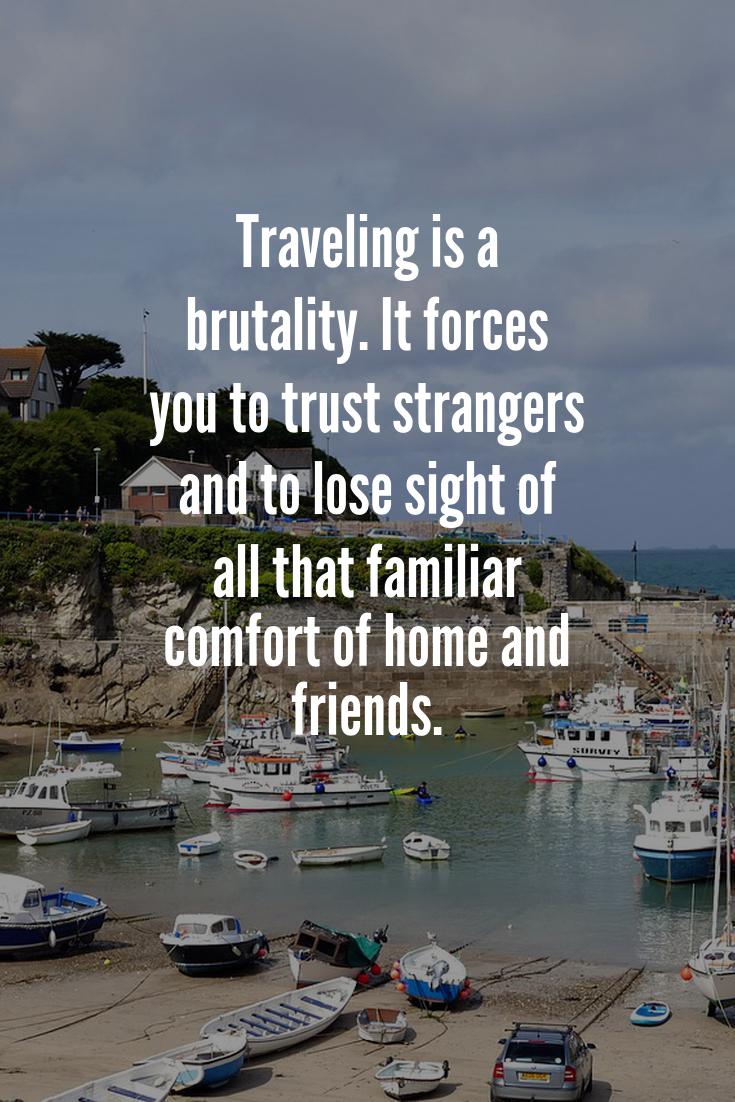 Traveling is a
brutality. It forces
you to trust strangers
and to lose sight of
all that familiar
comfort of home and
friends.
SURVEY